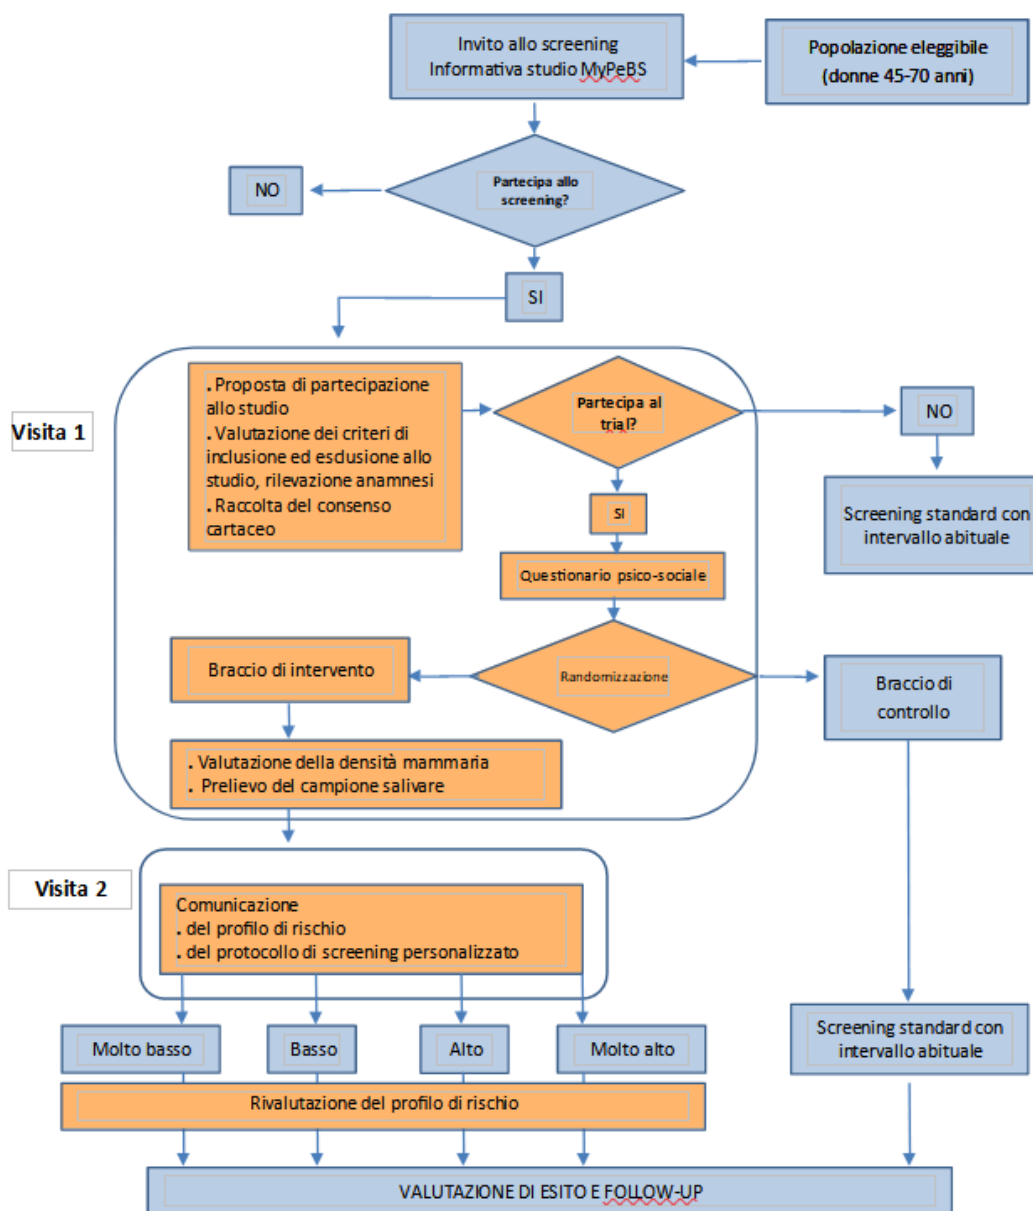 Invito allo screening
Informativa studio MyPeBS
Popolazione eleggibile
(donne 45-70 anni)
Partecipa allo
screening?
NO
SI
Visita 1
. Proposta di partecipazione
allo studio
. Valutazione dei criteri di
inclusione ed esclusione allo
studio, rilevazione anamnesi
. Raccolta del consenso
cartaceo
Partecipa al
trial?
NO
Screening standard con
intervallo abituale
SI
Questionario psico-sociale
Randomizzazione
Braccio di intervento
Braccio di
controllo
. Valutazione della densità mammaria
. Prelievo del campione salivare
Visita 2
Comunicazione
. del profilo di rischio
. del protocollo di screening personalizzato
Molto basso
Basso
Alto
Molto alto
Screening standard con
intervallo abituale
Rivalutazione del profilo di rischio
VALUTAZIONE DI ESITO E FOLLOW-UP